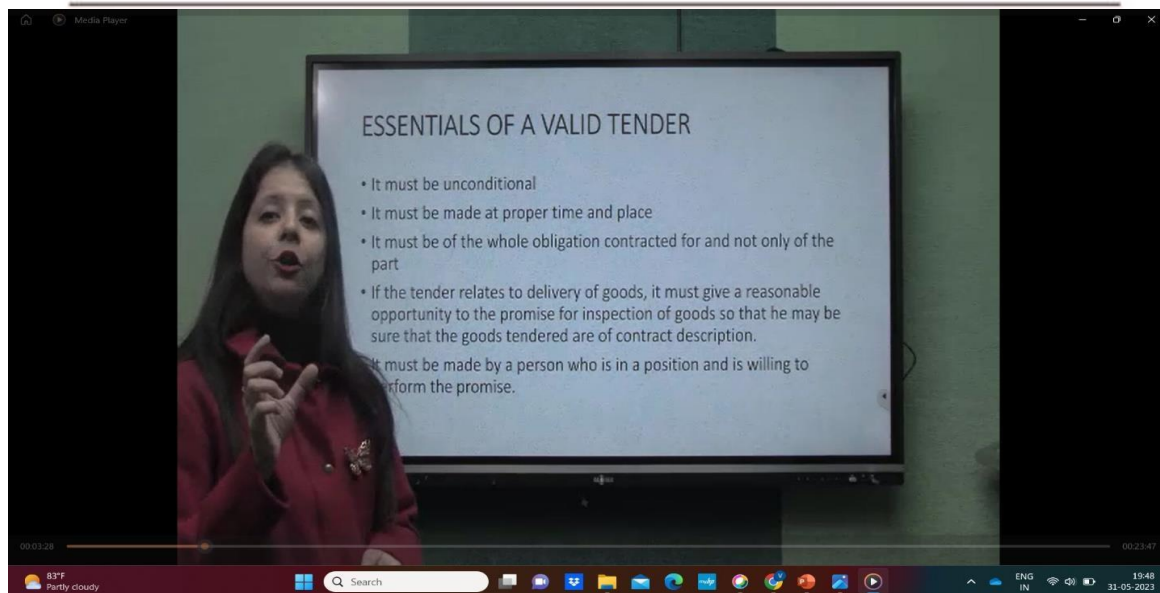 Media Player
ESSENTIALS OF A VALID TENDER
• It must be unconditional
• It must be made at proper time and place
• It must be of the whole obligation contracted for and not only of the
part
• If the tender relates to delivery of goods, it must give a reasonable
opportunity to the promise for inspection of goods so that he may be
sure that the goods tendered are of contract description.
It must be made by a person who is in a position and is willing to
perform the promise.
00:03:28
00:23:47
83°F
Partly cloudy
Search
ENG
IN
19:48
31-05-2023